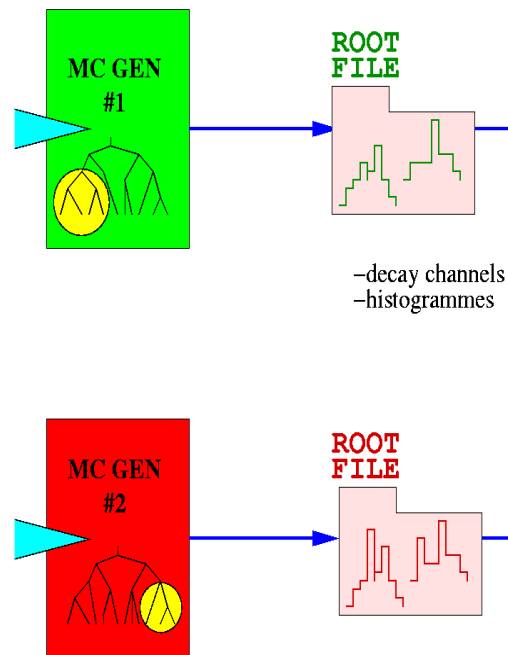 MC GEN
#1
ROOT
FILE
–decay channels
–histogrammes
MC GEN
#2
ROOT
FILE